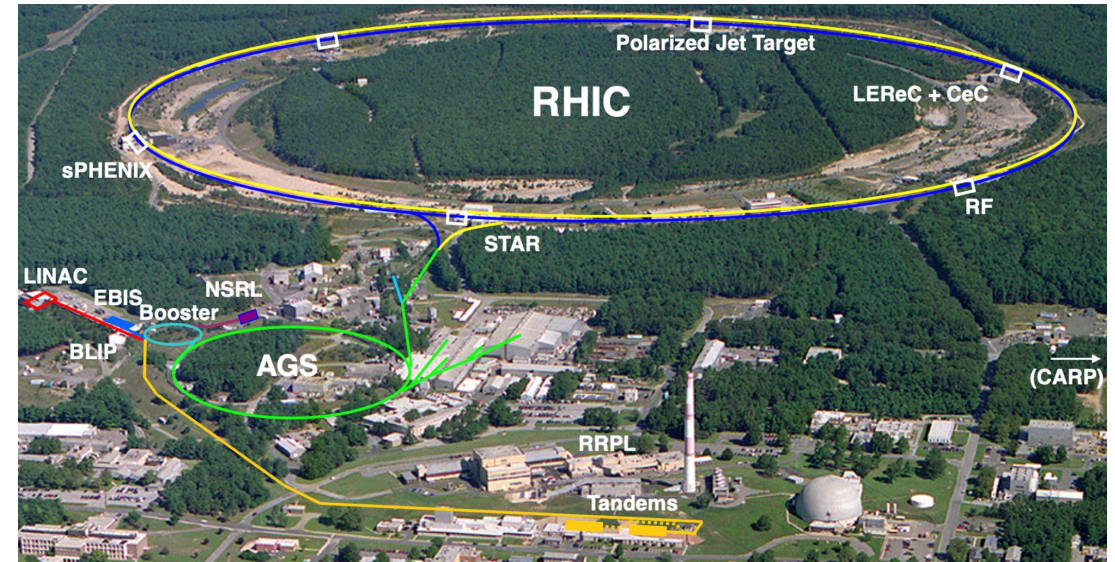 Polarized Jet Target
RHIC
LEReC + CeC
sPHENIX
RF
STAR
LINAC
EBIS
NSRL
Booster
BLIP
AGS
(CARP)
RRPL
Tandems